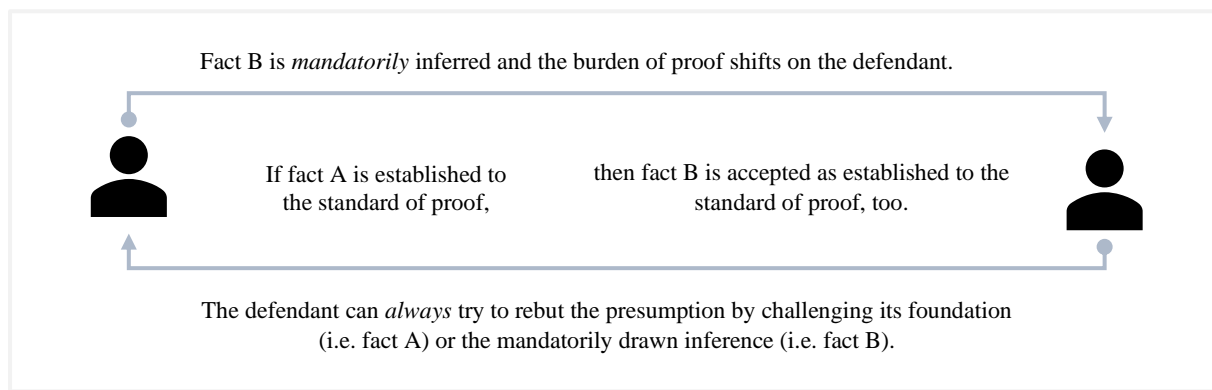 Fact B is mandatorily inferred and the burden of proof shifts on the defendant.
If fact A is established to
the standard of proof,
then fact B is accepted as established to the
standard of proof, too.
The defendant can always try to rebut the presumption by challenging its foundation
(i.e. fact A) or the mandatorily drawn inference (i.e. fact B).